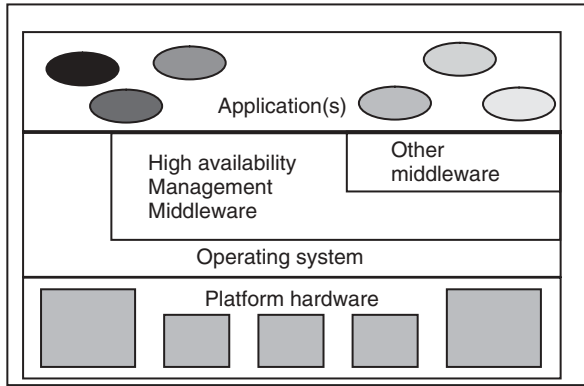 Application(s)
High availability
Management
Middleware
Other
middleware
Operating system
Platform hardware